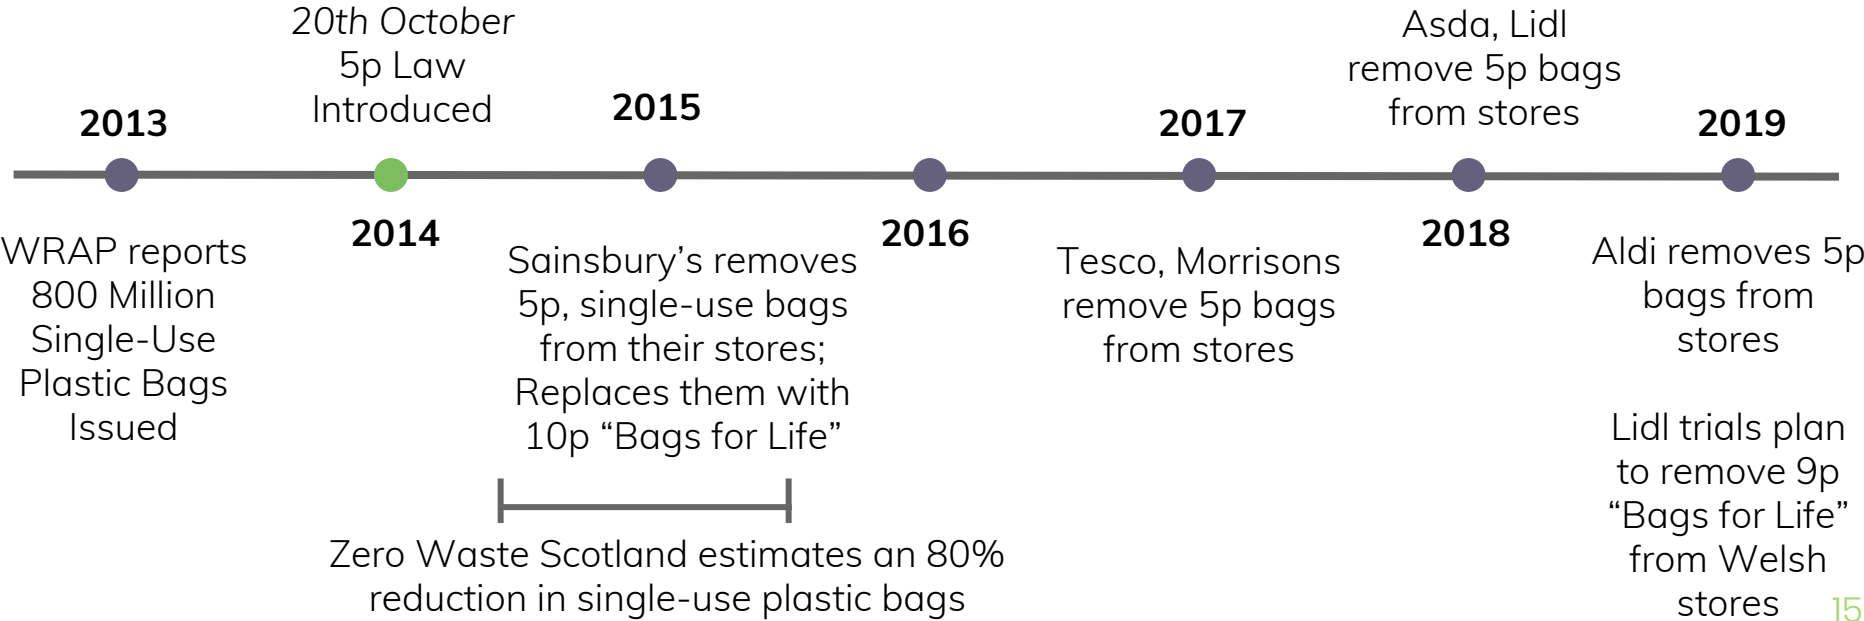 20th October
5p Law
Introduced
Asda, Lidl
remove 5p bags
from stores
2013
2015
2017
2019
2014
2016
2018
WRAP reports
800 Million
Single-Use
Plastic Bags
Issued
Sainsbury’s removes
5p, single-use bags
from their stores;
Replaces them with
10p “Bags for Life”
Zero Waste Scotland estimates an 80%
reduction in single-use plastic bags
Tesco, Morrisons
remove 5p bags
from stores
Aldi removes 5p
bags from
stores
Lidl trials plan
to remove 9p
“Bags for Life”
from Welsh
stores
15